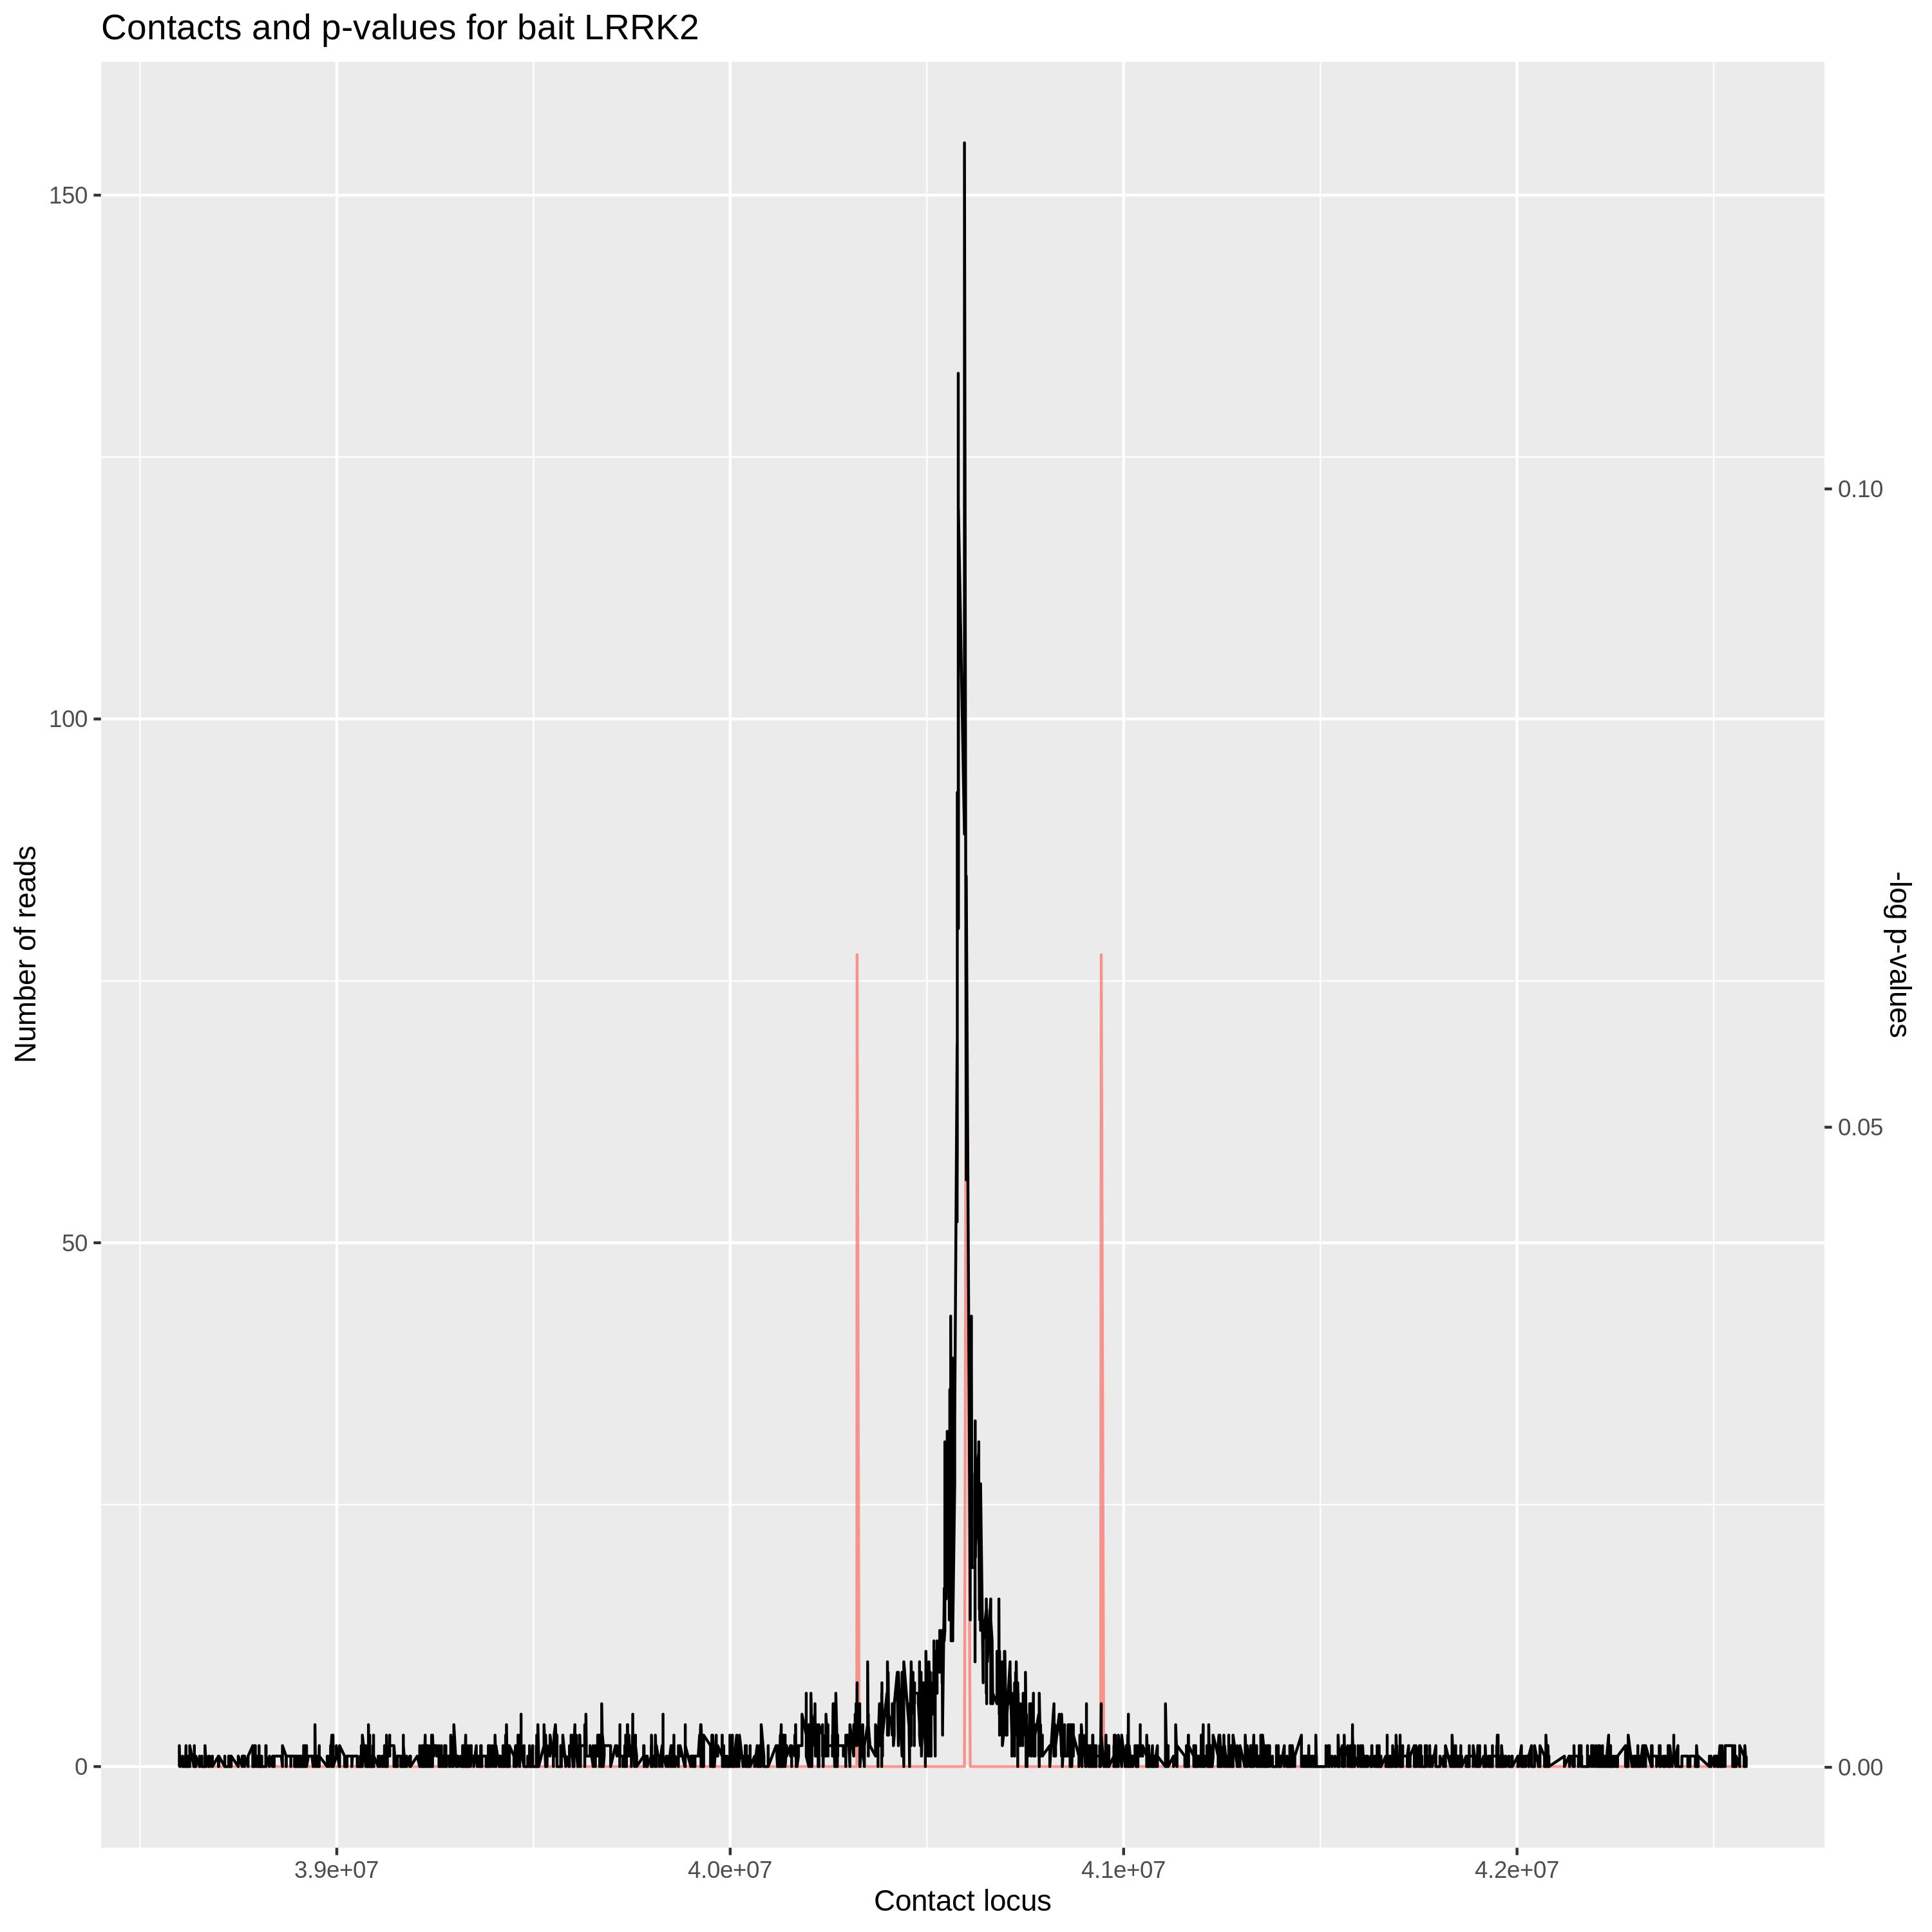 Contacts and p-values for bait LRRK2
150
100
50
0
Number of reads
0.10
0.05
0.00
-log p-values
3.9e+07
4.0e+07
4.1e+07
4.2e+07
Contact locus